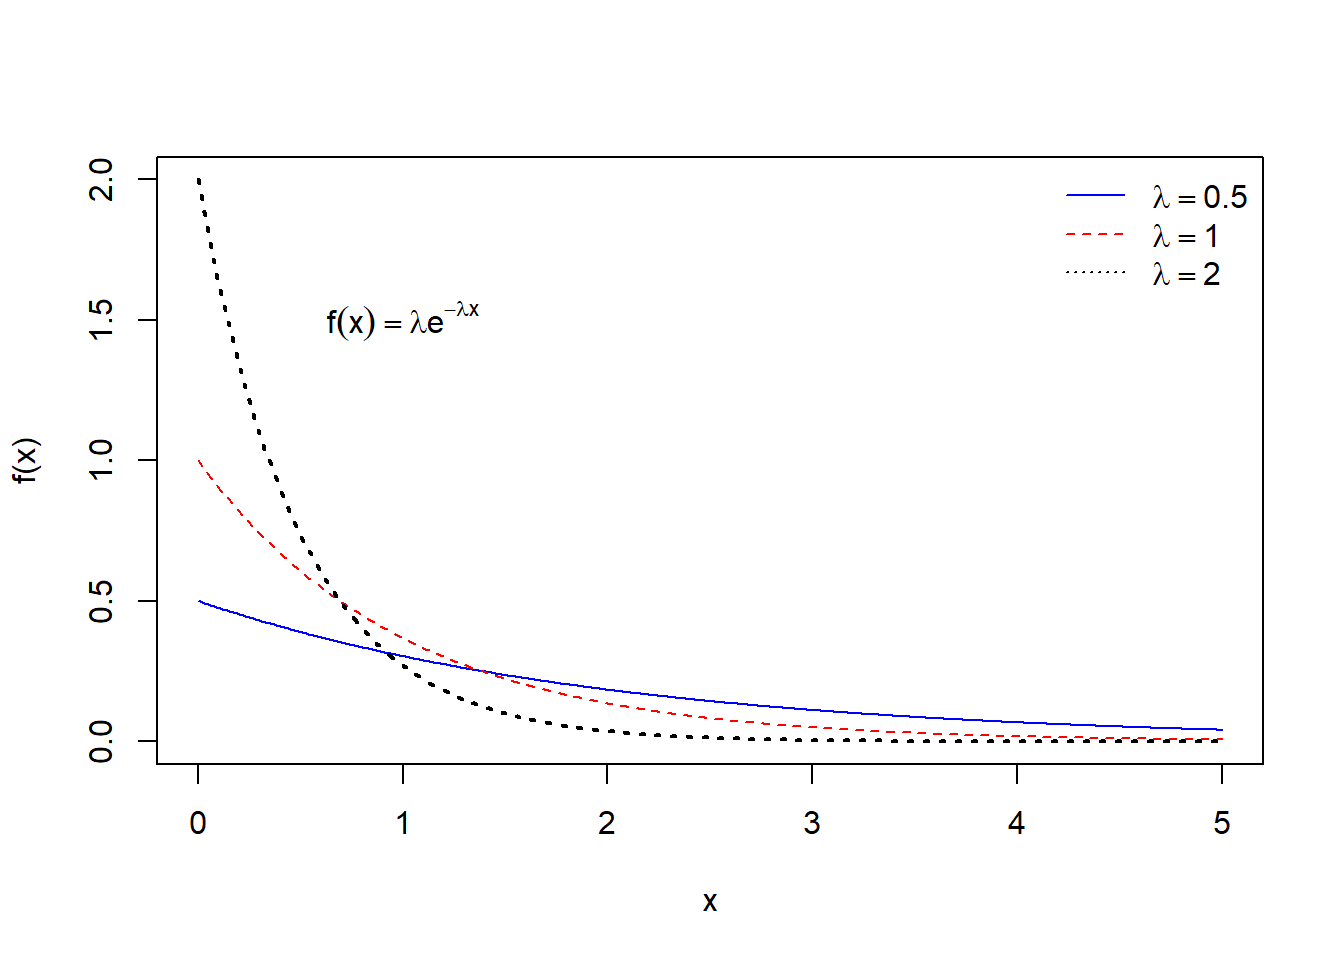 λ = 0.5
λ = 1
λ = 2
f(x) = λe^−λx
2.0
1.5
1.0
0.5
0.0
f(x)
0 1 2 3 4 5
x